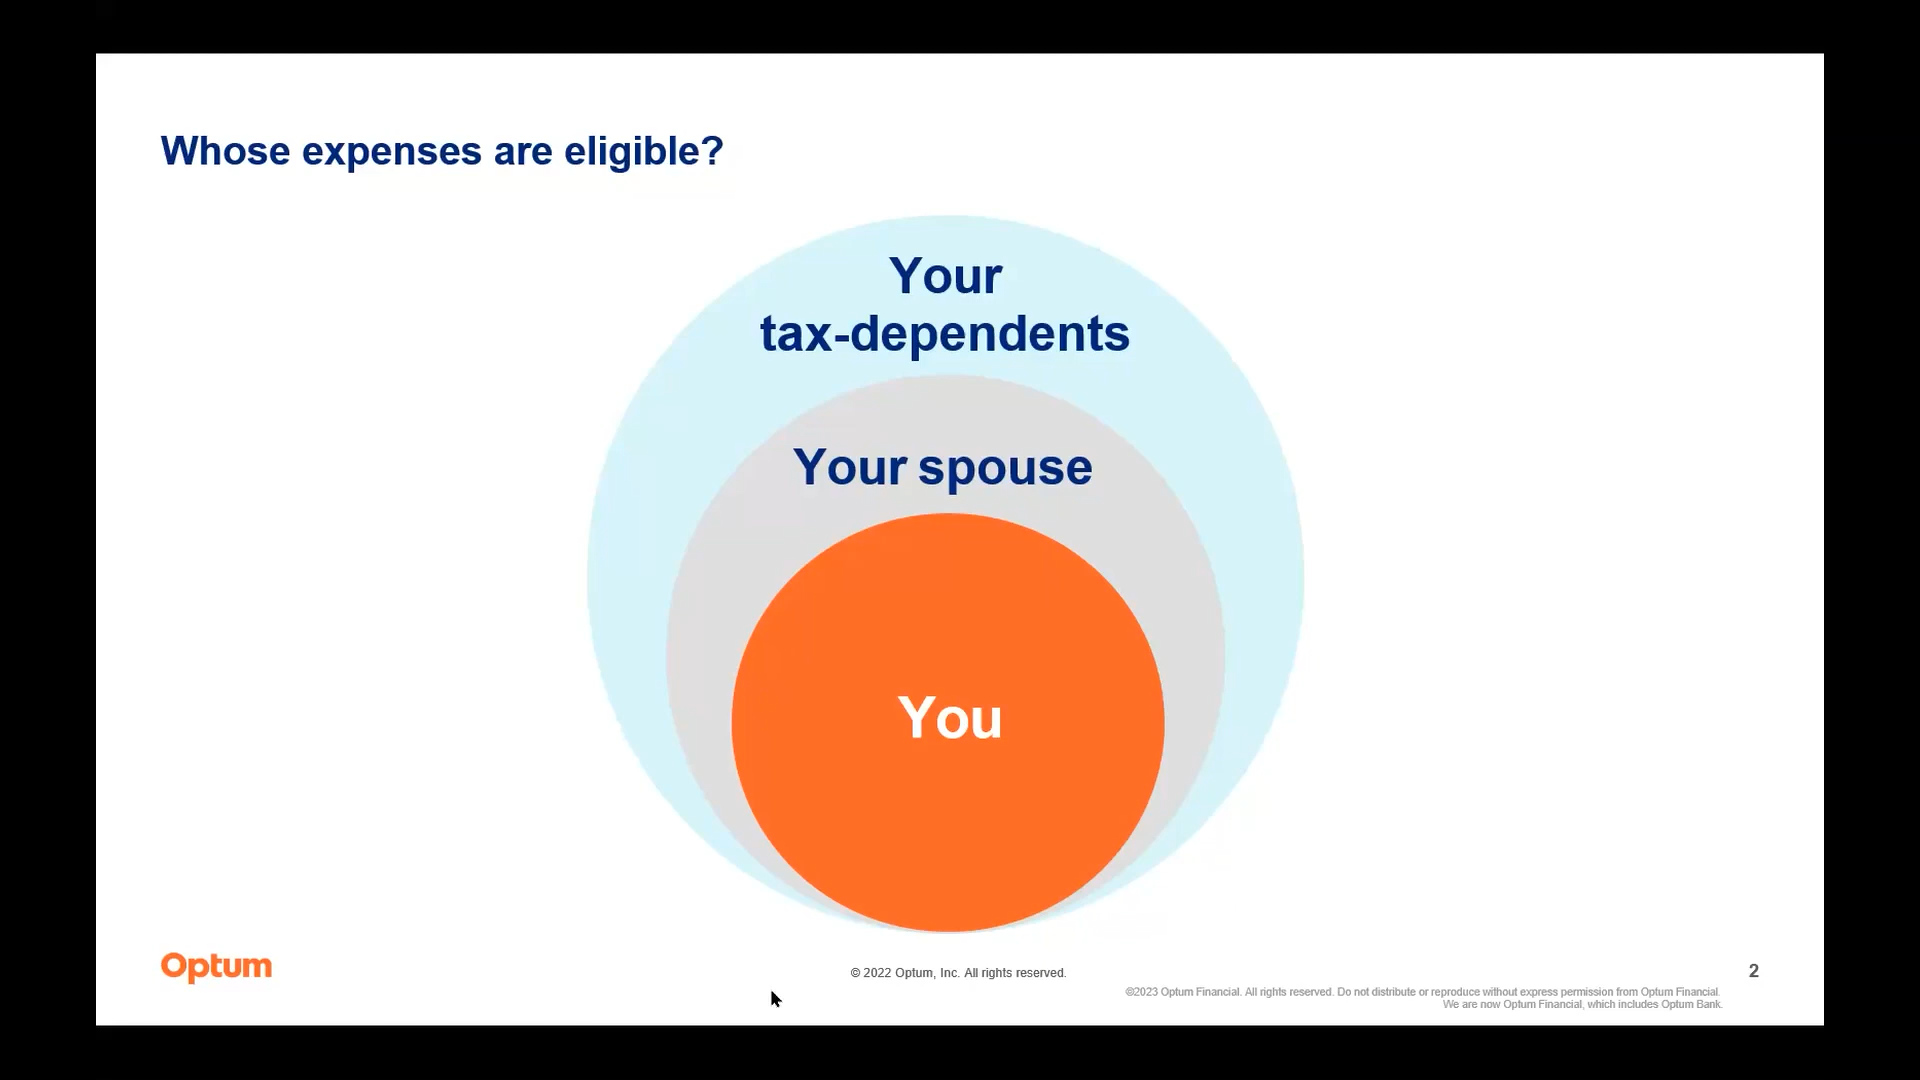 Whose expenses are eligible?
Your
tax-dependents
Your spouse
You
Optum
© 2022 Optum, Inc. All rights reserved.
2
©2023 Optum Financial. All rights reserved. Do not distribute or reproduce without express permission from Optum Financial.
We are now Optum Financial, which includes Optum Bank.